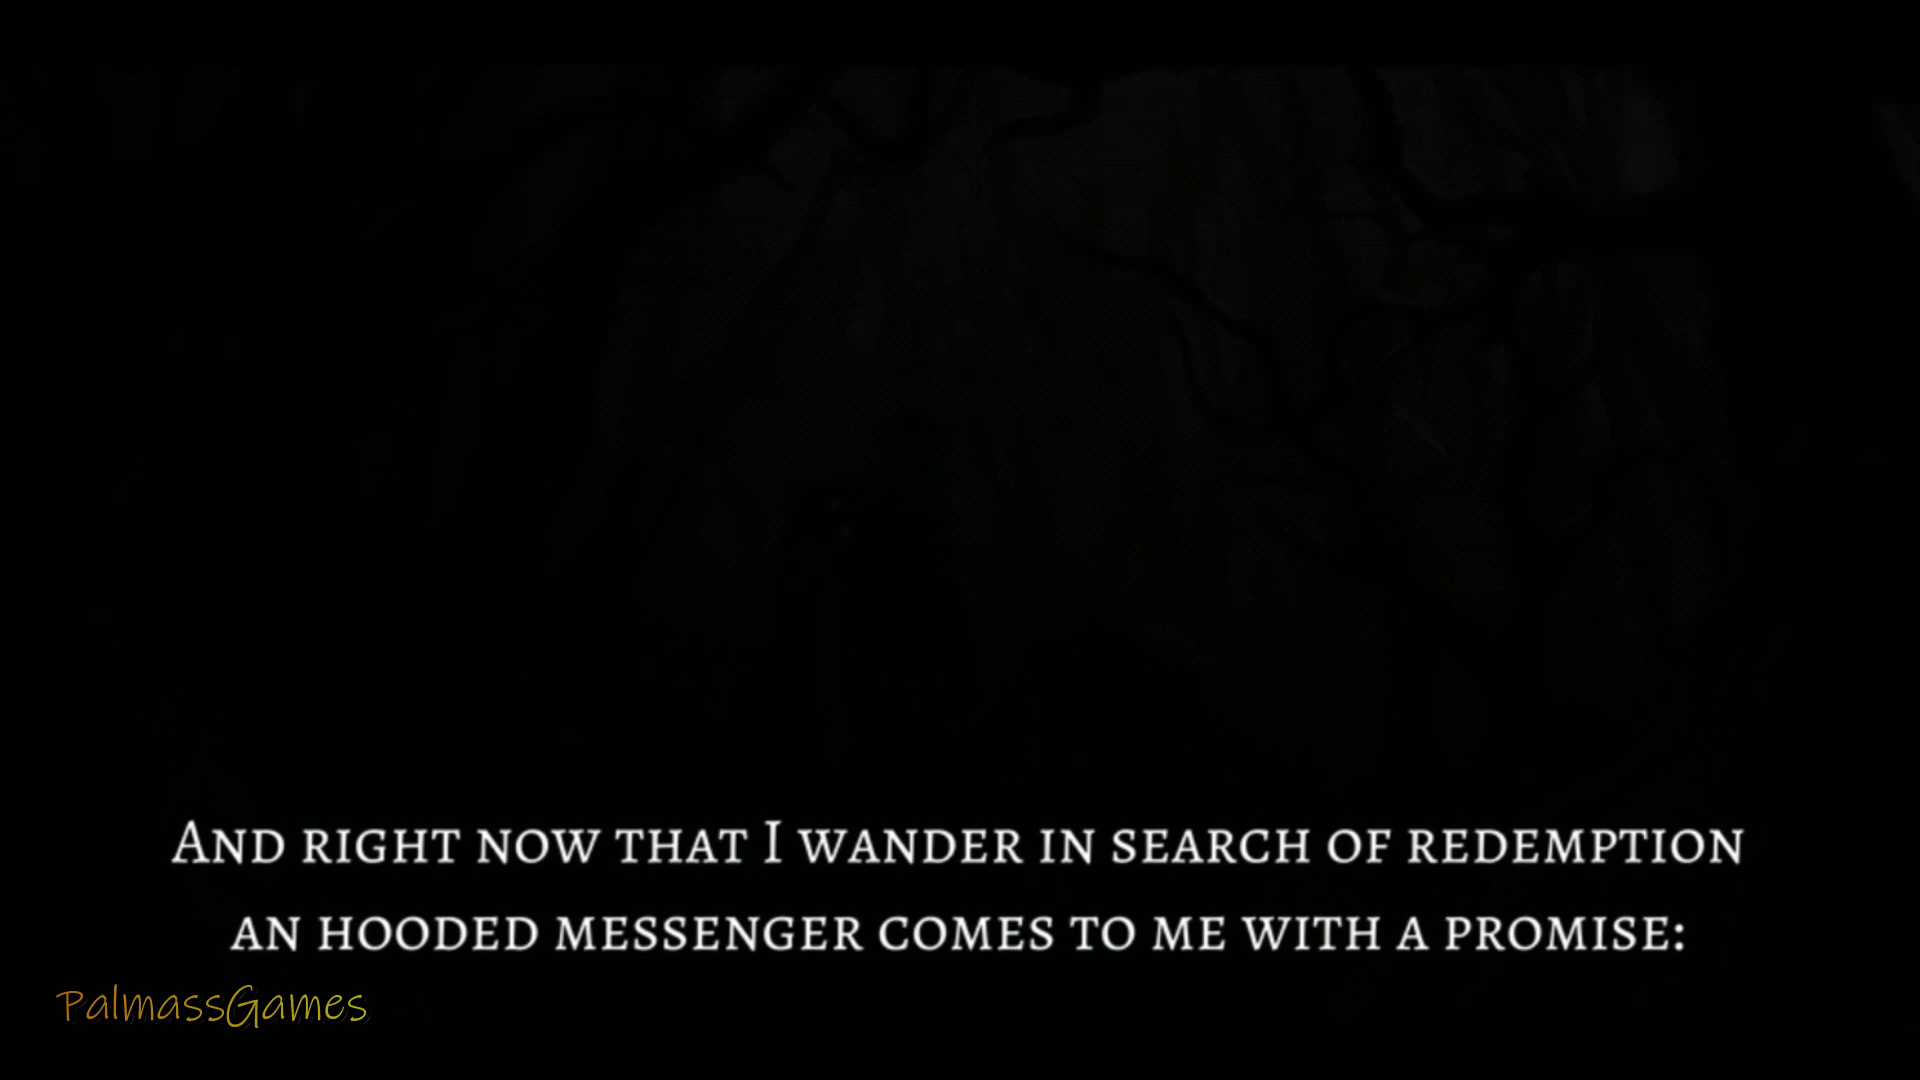 And right now that I wander in search of redemption
an hooded messenger comes to me with a promise:
PalmassGames